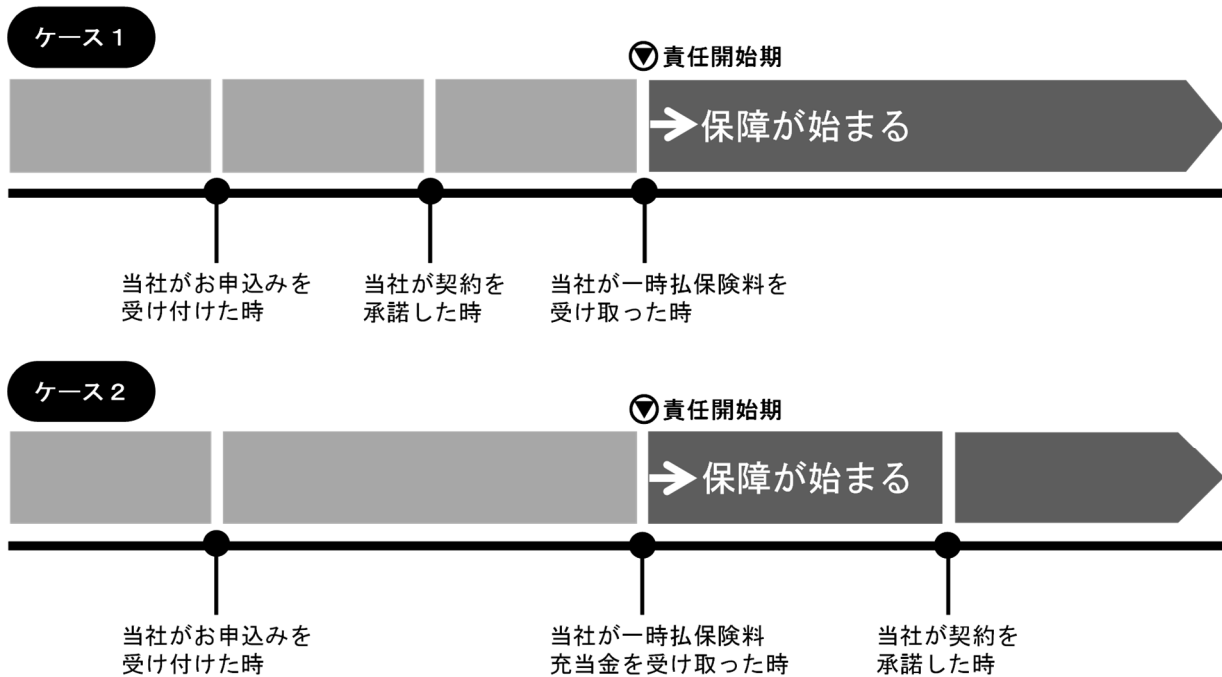 ケース1
責任開始期
保障が始まる
当社がお申込みを
受け付けた時
当社が契約を
承諾した時
当社が一時払保険料を
受け取った時
ケース2
責任開始期
保障が始まる
当社がお申込みを
受け付けた時
当社が一時払保険料
充当金を受け取った時
当社が契約を
承諾した時